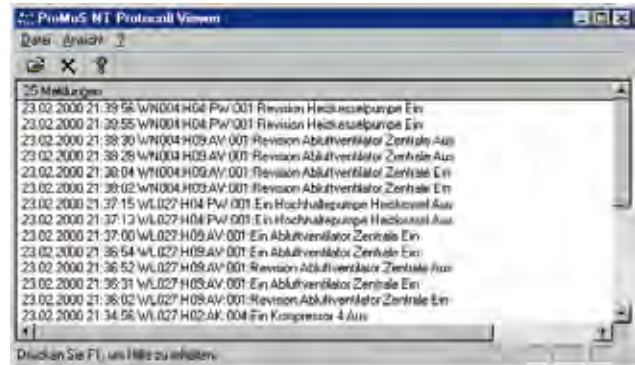 ProMoS NT Protocoll Viewer
Datei Ansicht ?
25 Meldungen
23.02.2000 21:39:56 WN004:H04:PW:001:Revision Heizkesselpumpe Ein
23.02.2000 21:39:55 WN004:H04:PW:001:Revision Heizkesselpumpe Ein
23.02.2000 21:38:30 WN004:H09:AV:001:Revision Abluftventilator Zentrale Aus
23.02.2000 21:38:28 WN004:H09:AV:001:Revision Abluftventilator Zentrale Aus
23.02.2000 21:38:04 WN004:H09:AV:001:Revision Abluftventilator Zentrale Ein
23.02.2000 21:38:02 WN004:H09:AV:001:Revision Abluftventilator Zentrale Ein
23.02.2000 21:37:15 WL027:H04:PW:001:Ein Hochhaltepumpe Heizkessel Aus
23.02.2000 21:37:13 WL027:H04:PW:001:Ein Hochhaltepumpe Heizkessel Aus
23.02.2000 21:37:00 WL027:H09:AV:001:Ein Abluftventilator Zentrale Ein
23.02.2000 21:36:54 WL027:H09:AV:001:Ein Abluftventilator Zentrale Ein
23.02.2000 21:36:52 WL027:H09:AV:001:Revision Abluftventilator Zentrale Aus
23.02.2000 21:36:31 WL027:H09:AV:001:Ein Abluftventilator Zentrale Ein
23.02.2000 21:36:02 WL027:H09:AV:001:Revision Abluftventilator Zentrale Ein
23.02.2000 21:34:56 WL027:H02:AK:004:Ein Kompressor 4 Aus
Drücken Sie F1, um Hilfe zu erhalten.